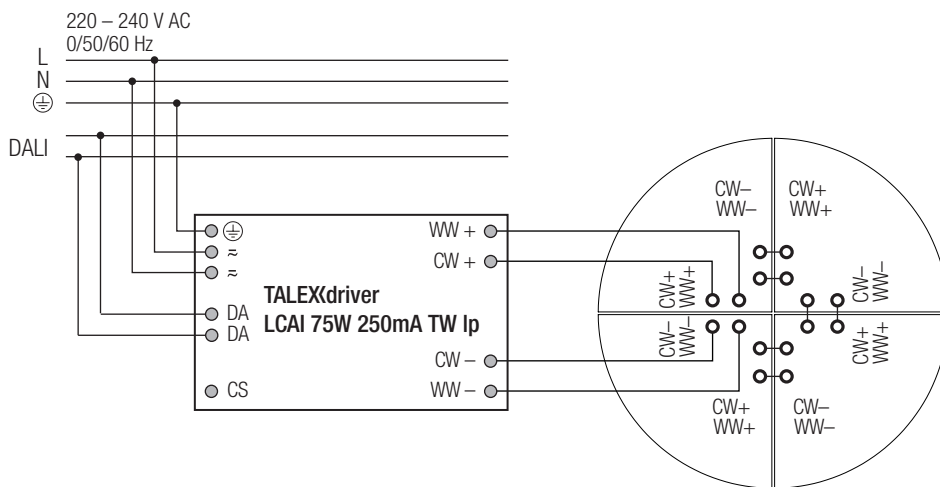 220 – 240 V AC
0/50/60 Hz
L
N
DALI
≂
≂
DA
DA
CS
TALEXXdriver
LCAI 75W 250mA TW lp
WW +
CW +
CW –
WW –
CW–
WW–
CW+
WW+
CW+
WW+
CW–
WW–
CW–
WW–
CW+
WW+
CW+
WW+
CW–
WW–